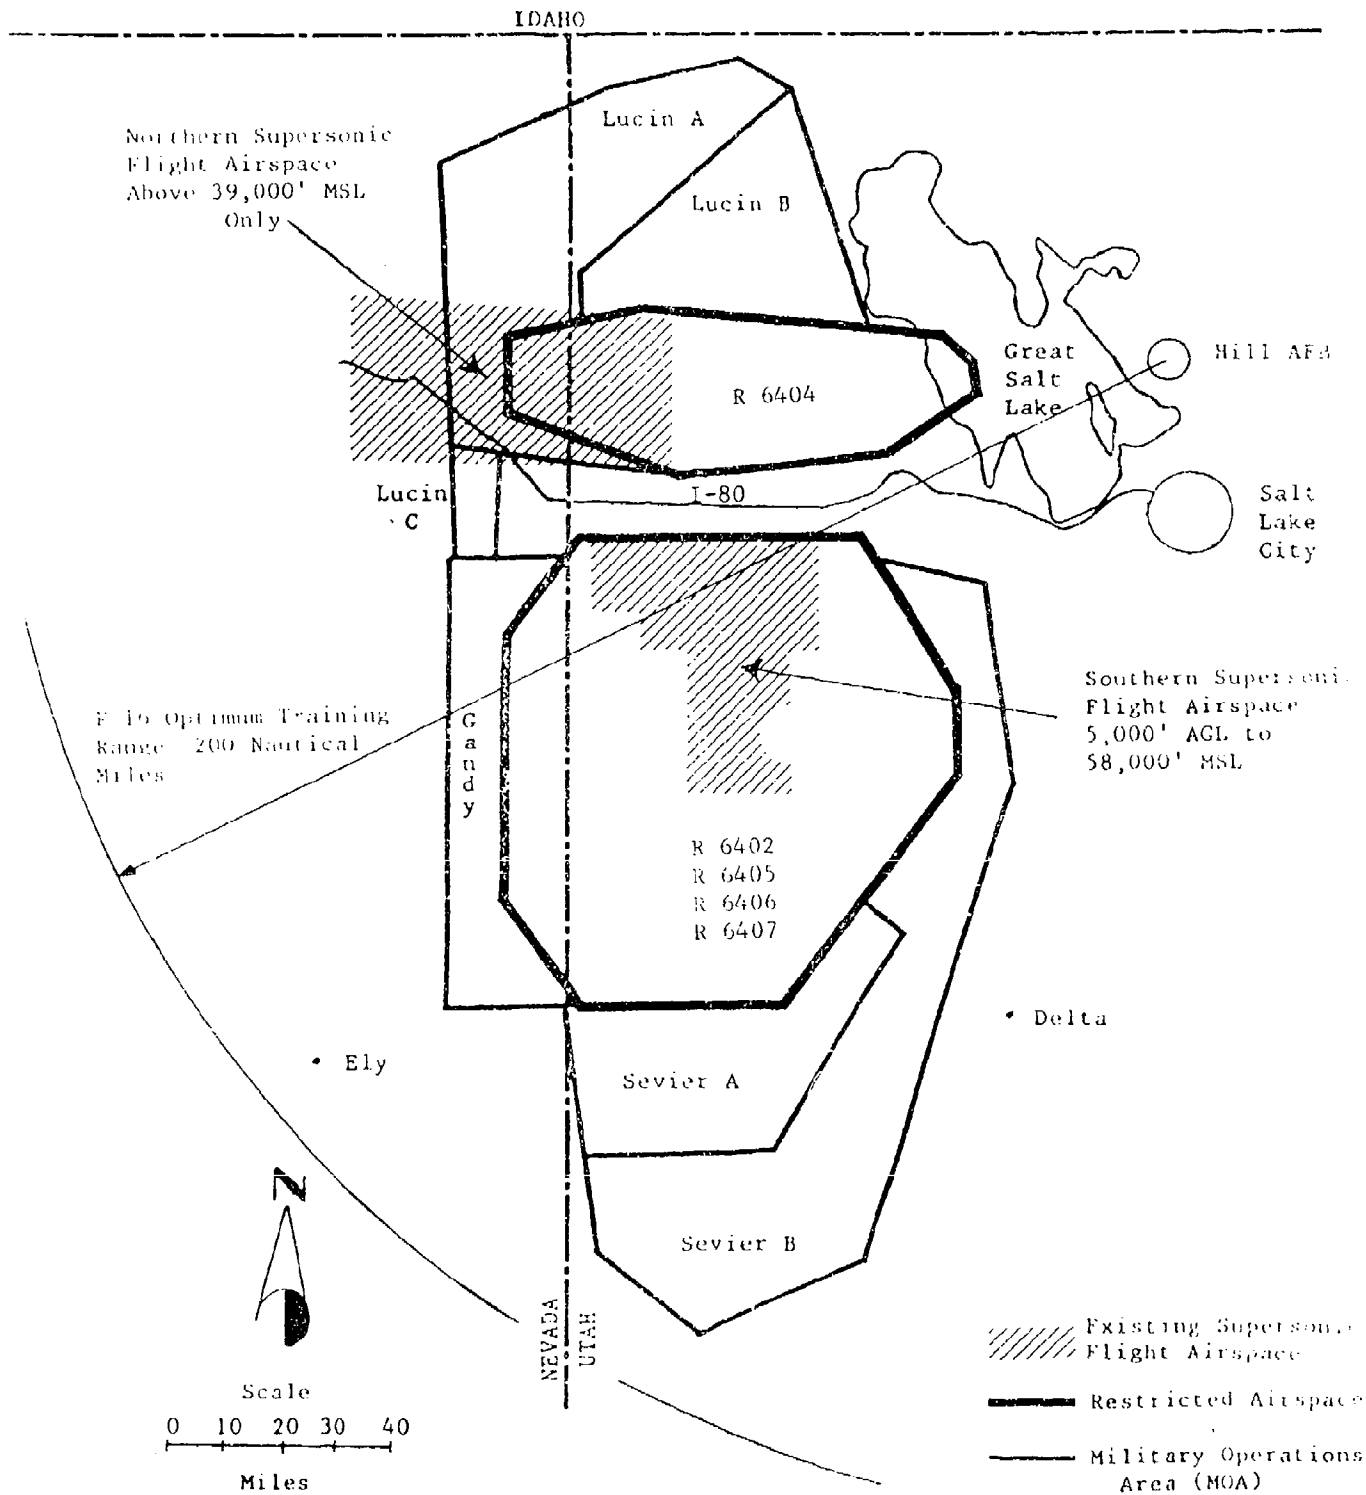 IDAHO
Lucin A
Northern Supersonic
Flight Airspace
Above 39,000' MSL
Only
Lucin B
Great
Salt
Lake
Hill AFB
R 6404
Lucin
C
I-80
Salt
Lake
City
Southern
Flight Airspace
5,000' AGL to
58,000' MSL
F 16 Optimum Training
Range 200 Nautical
Miles
Gandy
R 6402
R 6405
R 6406
R 6407
Delta
Ely
Sevier A
Sevier B
N
NEVADA
UTAH
Existing
Flight Airspace
Restricted Airspace
Military Operations
Area (MOA)
Scale
0 10 20 30 40
Miles